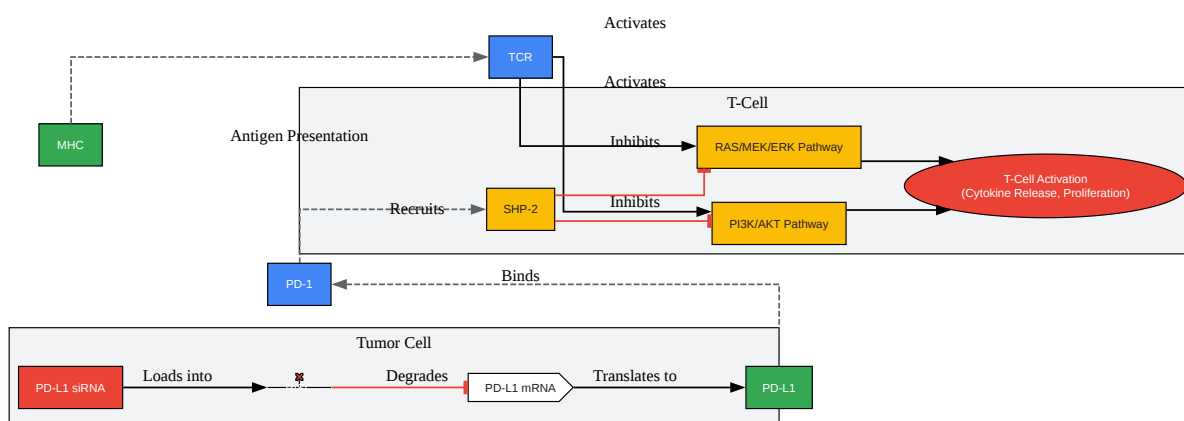 Activates
TCR
Activates
T-Cell
MHC
Antigen Presentation
Inhibits
RAS/MEK/ERK Pathway
T-Cell Activation
(Cytokine Release, Proliferation)
Recruits
SHP-2
Inhibits
PI3K/AKT Pathway
PD-1
Binds
Tumor Cell
PD-L1 siRNA
Loads into
Degrades
PD-L1 mRNA
Translates to
PD-L1